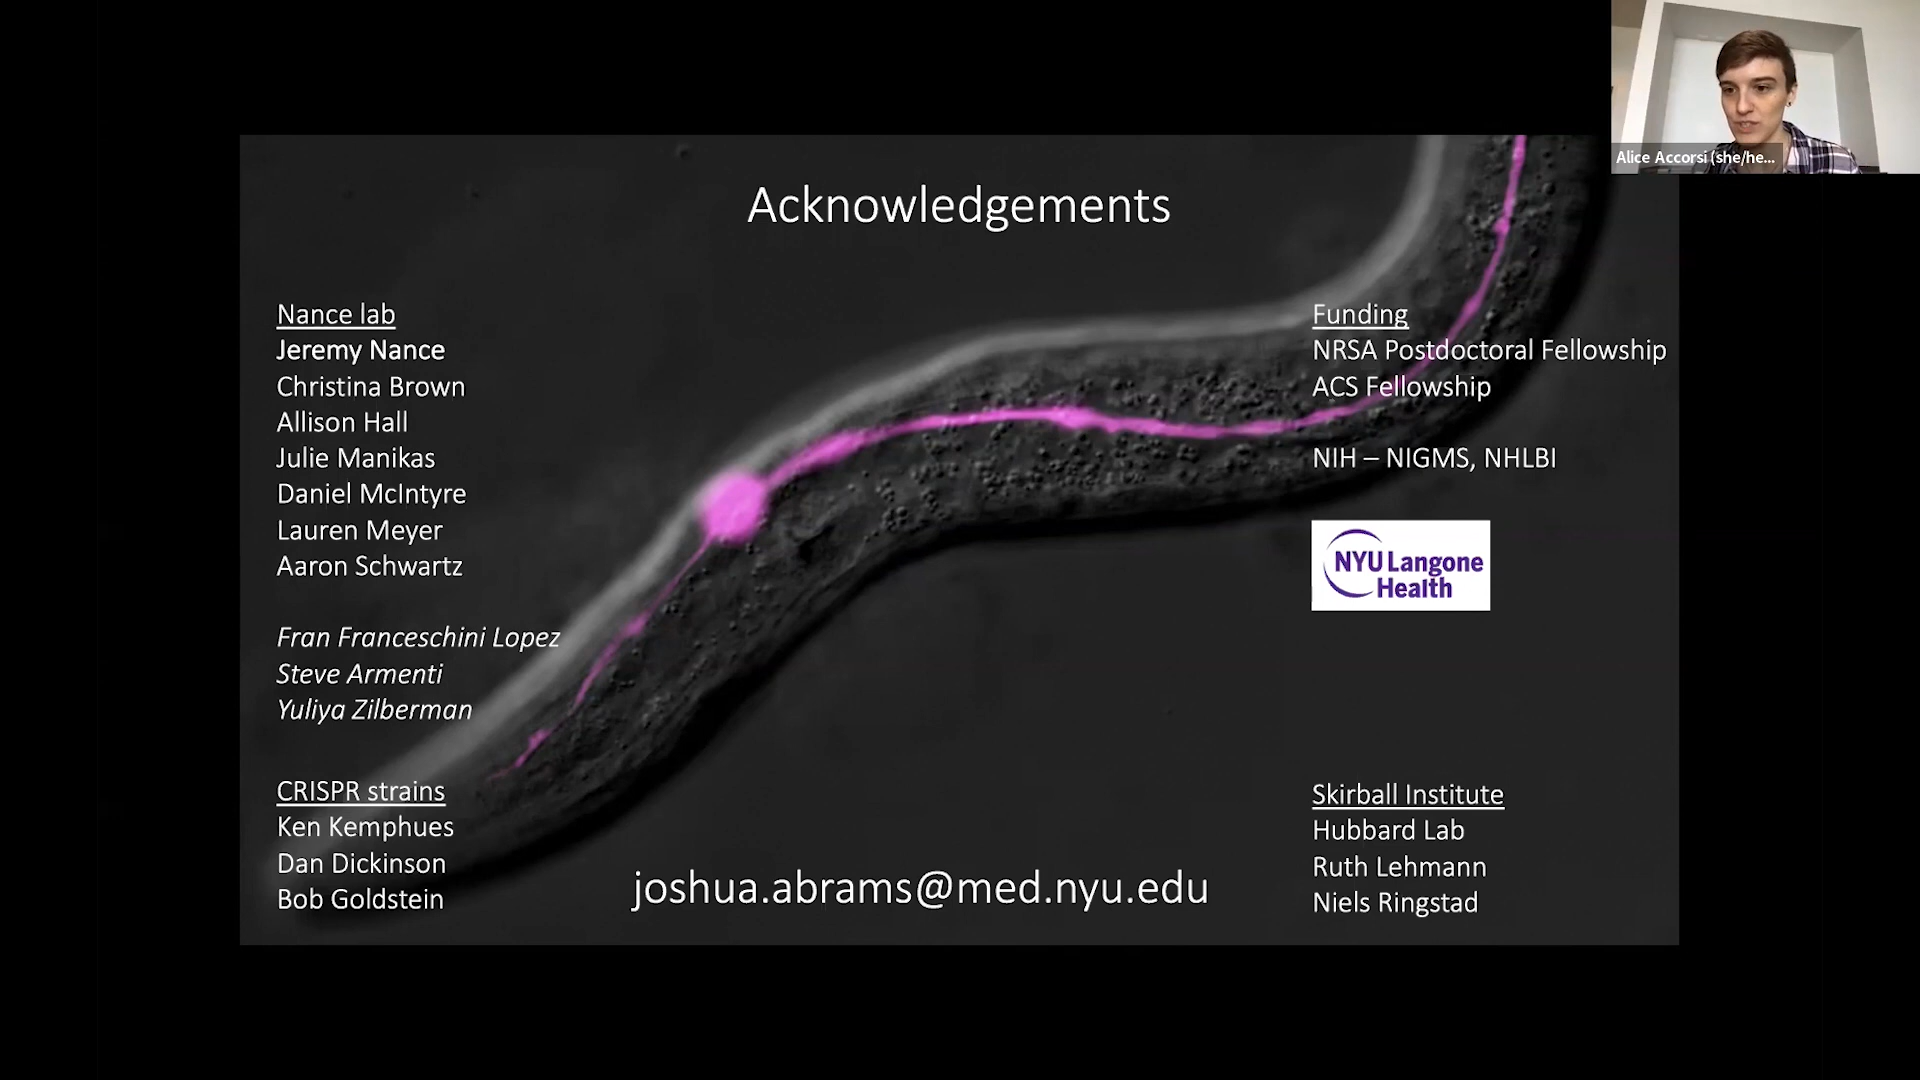 Alice Accorsi (she/he...
Acknowledgements
Nance lab
Jeremy Nance
Christina Brown
Allison Hall
Julie Manikas
Daniel McIntyre
Lauren Meyer
Aaron Schwartz
Fran Franceschini Lopez
Steve Armenti
Yuliya Zilberman
CRISPR strains
Ken Kemphues
Dan Dickinson
Bob Goldstein
joshua.abrams@med.nyu.edu
Funding
NRSA Postdoctoral Fellowship
ACS Fellowship
NIH – NIGMS, NHLBI
NYU Langone
Health
Skirball Institute
Hubbard Lab
Ruth Lehmann
Niels Ringstad